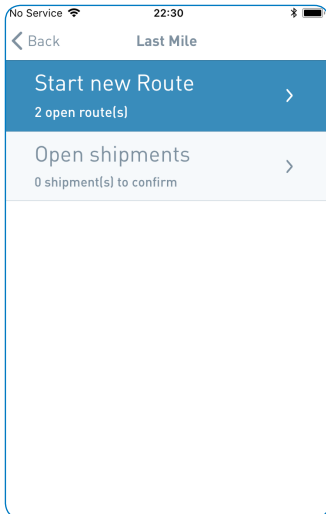 No Service 22:30
Back Last Mile
Start new Route
2 open route(s)
Open shipments
0 shipment(s) to confirm